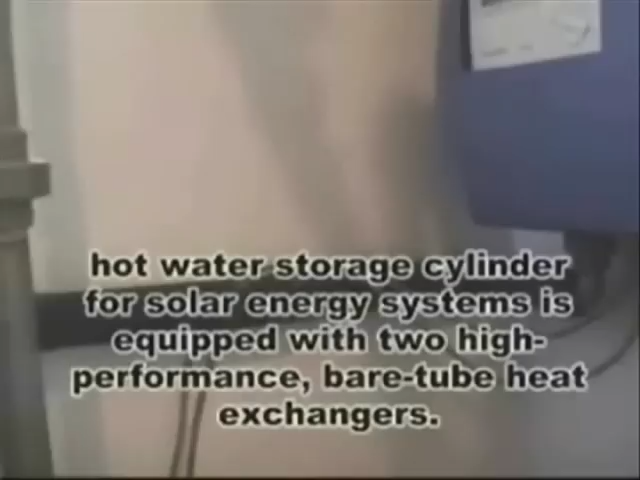 hot water storage cylinder
for solar energy systems is
equipped with two high-
performance, bare-tube heat
exchangers.